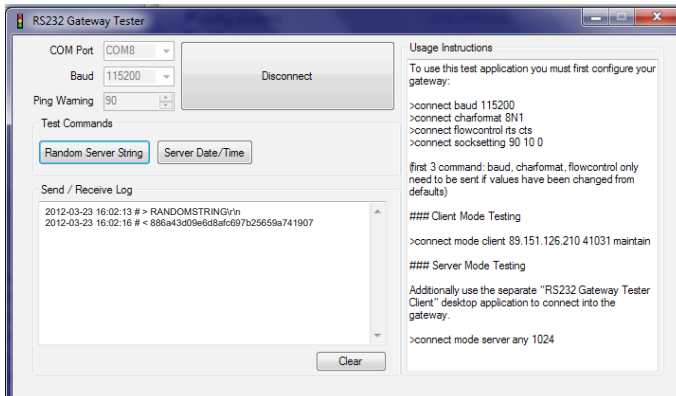 RS232 Gateway Tester
COM Port COM8
Baud 115200
Ping Warning 90
Disconnect
Test Commands
Random Server String Server Date/Time
Send / Receive Log
2012-03-23 16:02:13 # > RANDOMSTRING\r\n
2012-03-23 16:02:16 # < 886a43d09e6d8afc697b25659a741907
Clear
Usage Instructions
To use this test application you must first configure your
gateway:
>connect baud 115200
>connect charformat 8N1
>connect flowcontrol rts cts
>connect socksetting 90 10 0
(first 3 command: baud, charformat, flowcontrol only
need to be sent if values have been changed from
defaults)
### Client Mode Testing
>connect mode client 89.151.126.210 41031 maintain
### Server Mode Testing
Additionally use the separate "RS232 Gateway Tester
Client" desktop application to connect into the
gateway.
>connect mode server any 1024